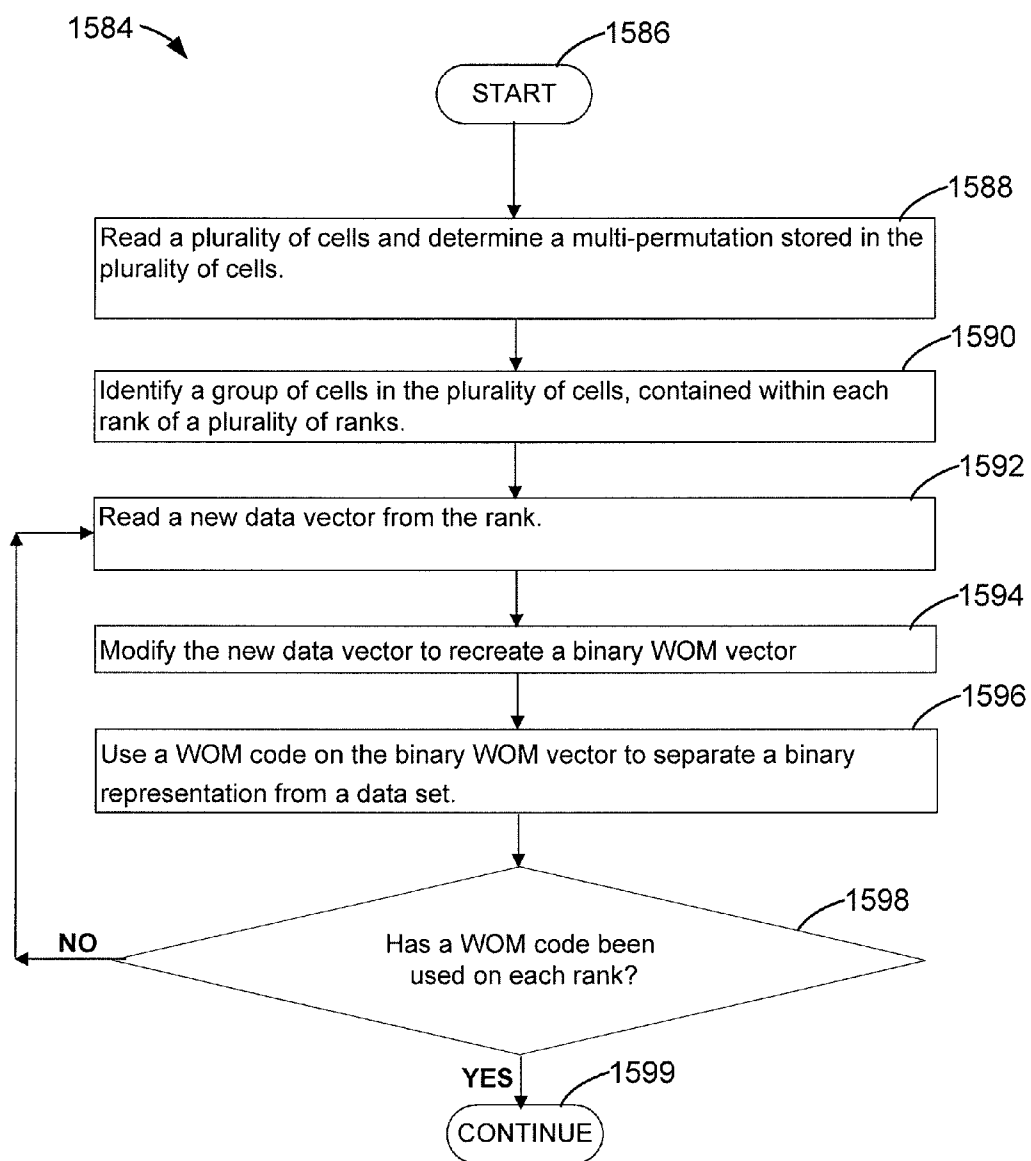 1584
1586
START
1588
Read a plurality of cells and determine a multi-permutation stored in the
plurality of cells.
1590
Identify a group of cells in the plurality of cells, contained within each
rank of a plurality of ranks.
1592
Read a new data vector from the rank.
1594
Modify the new data vector to recreate a binary WOM vector
1596
Use a WOM code on the binary WOM vector to separate a binary
representation from a data set.
1598
NO
Has a WOM code been
used on each rank?
YES
1599
CONTINUE